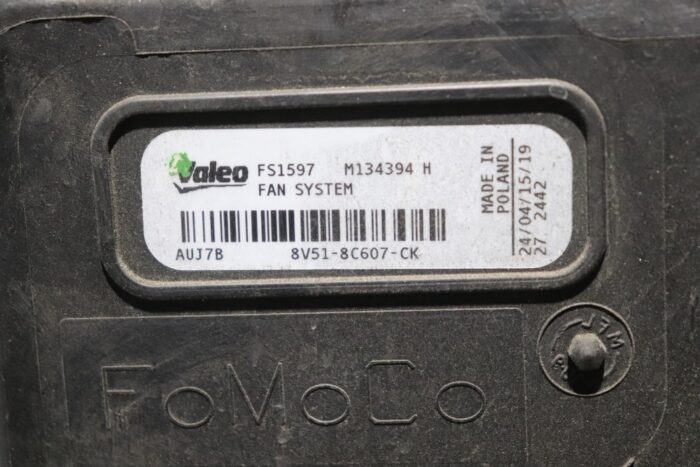 Valeo FS1597 M134394 H
FAN SYSTEM
AUJ7B 8V51-8C607-CK
MADE IN
POLAND
24/04/15/19
27 2442
FoMoCo